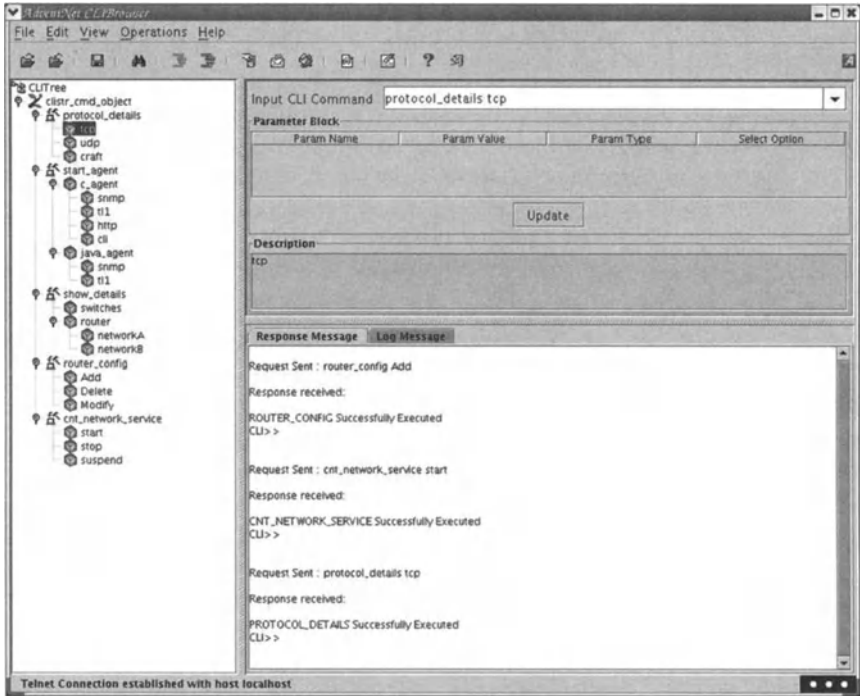 AdventNet CLIBrowser
File Edit View Operations Help
CLITree
clistr_cmd_object
protocol_details
tcp
udp
craft
start_agent
c_agent
snmp
tl1
http
cli
java_agent
snmp
tl1
show_details
switches
router
networkA
networkB
router_config
Add
Delete
Modify
cnt_network_service
start
stop
suspend
Input CLI Command protocol_details tcp
Parameter Block
Param Name Param Value Param Type Select Option
Update
Description
tcp
Response Message Log Message
Request Sent : router_config Add
Response received:
ROUTER_CONFIG Successfully Executed
CLI> >
Request Sent : cnt_network_service start
Response received:
CNT_NETWORK_SERVICE Successfully Executed
CLI> >
Request Sent : protocol_details tcp
Response received:
PROTOCOL_DETAILS Successfully Executed
CLI> >
Telnet Connection established with host localhost